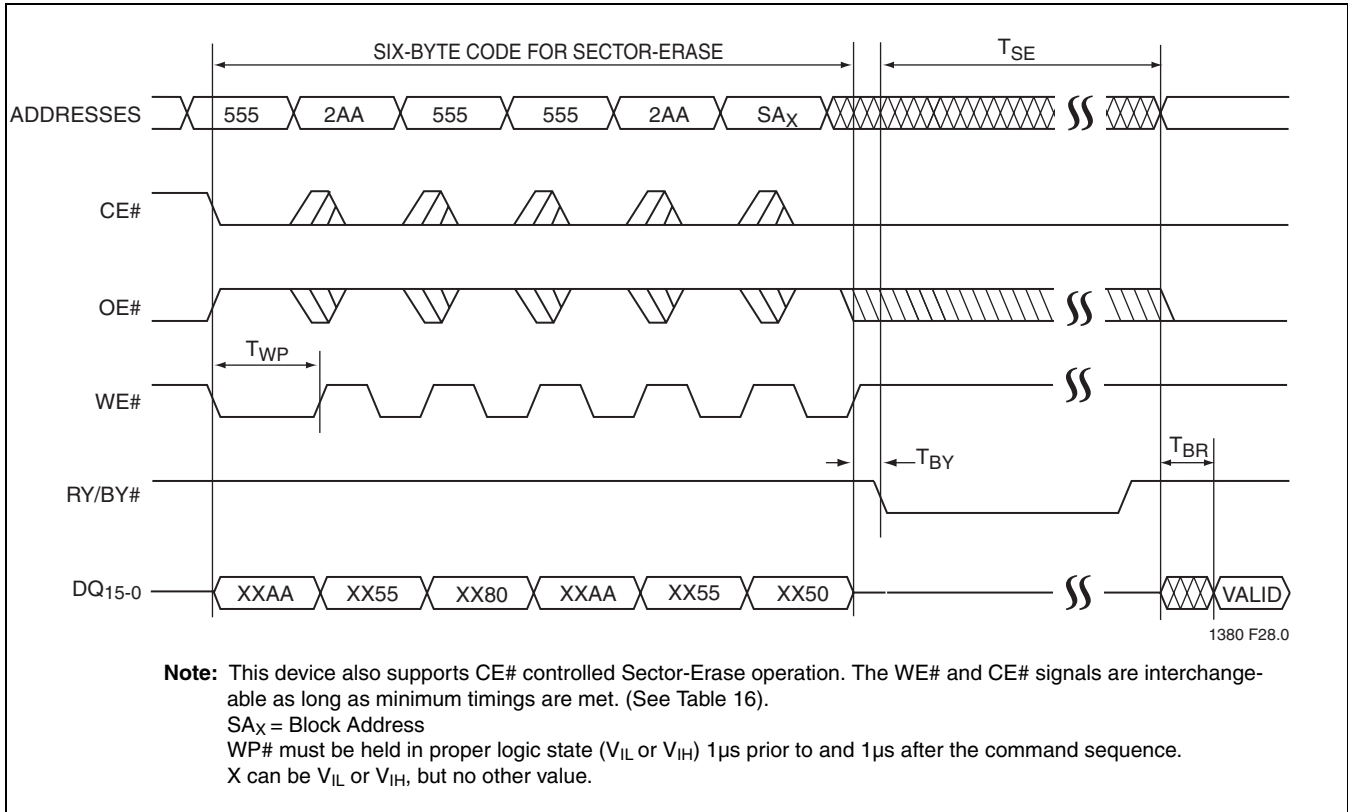 SIX-BYTE CODE FOR SECTOR-ERASE
TSE
ADDRESSES 555 2AA 555 555 2AA SAX
CE#
OE#
TWP
WE#
TBY
TBR
RY/BY#
DQ15-0 XXAA XX55 XX80 XXAA XX55 XX50 VALID
1380 F28.0
Note: This device also supports CE# controlled Sector-Erase operation. The WE# and CE# signals are interchange-
able as long as minimum timings are met. (See Table 16).
SAX = Block Address
WP# must be held in proper logic state (VIL or VIH) 1µs prior to and 1µs after the command sequence.
X can be VIL or VIH, but no other value.